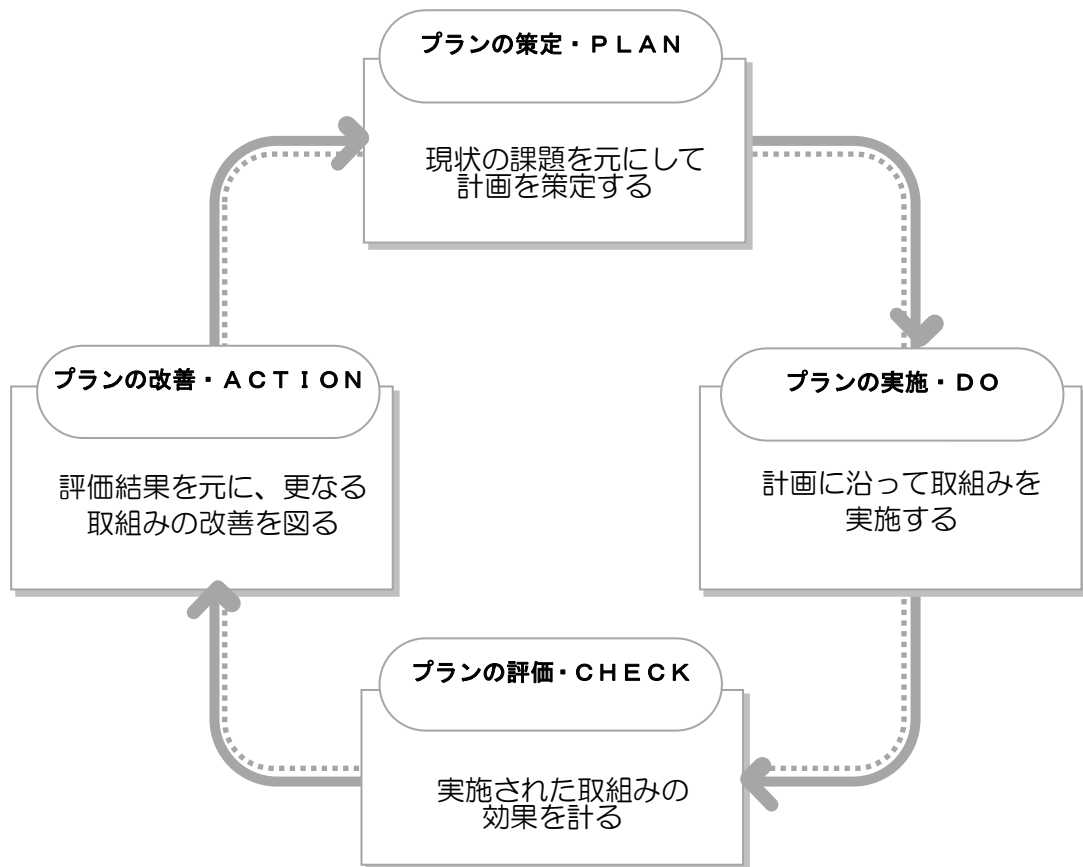 プランの策定・ＰＬＡＮ
現状の課題を元にして
計画を策定する
プランの改善・ＡＣＴＩＯＮ
評価結果を元に、更なる
取組みの改善を図る
プランの実施・ＤＯ
計画に沿って取組みを
実施する
プランの評価・ＣＨＥＣＫ
実施された取組みの
効果を計る